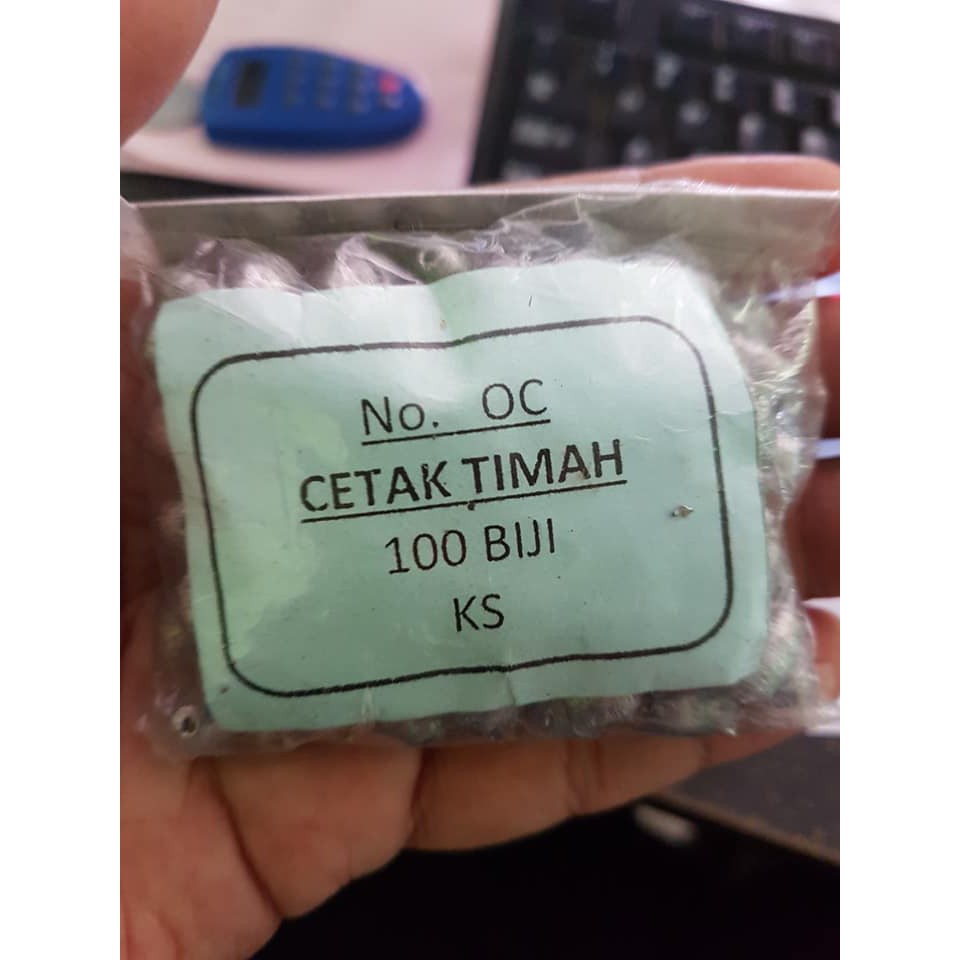 No. OC
CETAK TIMAH
100 BIJI
KS